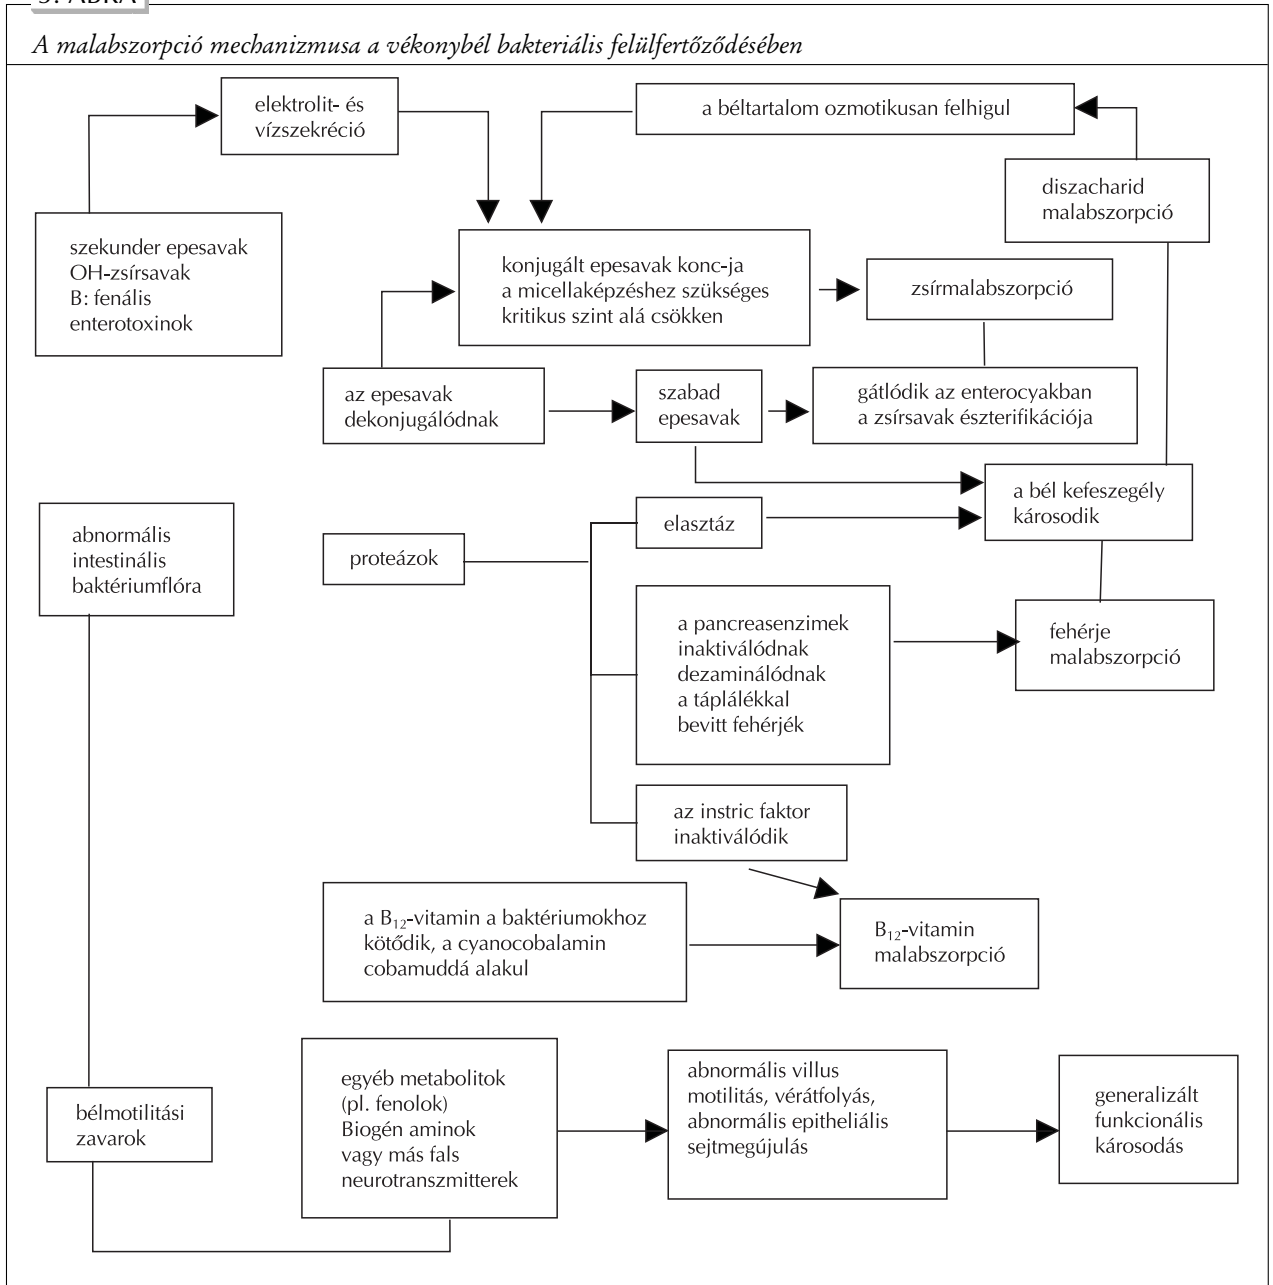 3. ÁBRA
A malabszorpció mechanizmusa a vékonybél bakteriális felülfertőződésében
elektrolit- és
vízszekréció
a béltartalom ozmotikusan felhigul
diszacharid
malabszorpció
szekunder epesavak
OH-zsírsavak
B: fenális
enterotoxinok
konjugált epesavak konc-ja
a micellaképzéshez szükséges
kritikus szint alá csökken
zsírmalabszorpció
az epesavak
dekonjugálódnak
szabad
epesavak
gátlódik az enterocyakban
a zsírsavak észterifikációja
abnormális
intestinális
baktériumflóra
proteázok
elasztáz
a bél kefeszegély
károsodik
a pancreasenzimek
inaktiválódnak
dezaminálódnak
a táplálékkal
bevitt fehérjék
fehérje
malabszorpció
az instric faktor
inaktiválódik
a B₁₂-vitamin a baktériumokhoz
kötődik, a cyanocobalamin
cobamuddá alakul
B₁₂-vitamin
malabszorpció
bélmotilitási
zavarok
egyéb metabolitok
(pl. fenolok)
Biogén aminok
vagy más fals
neurotranszmitterek
abnormális villus
motilitás, vérátfolyás,
abnormális epitheliális
sejtmegújulás
generalizált
funkcionális
károsodás